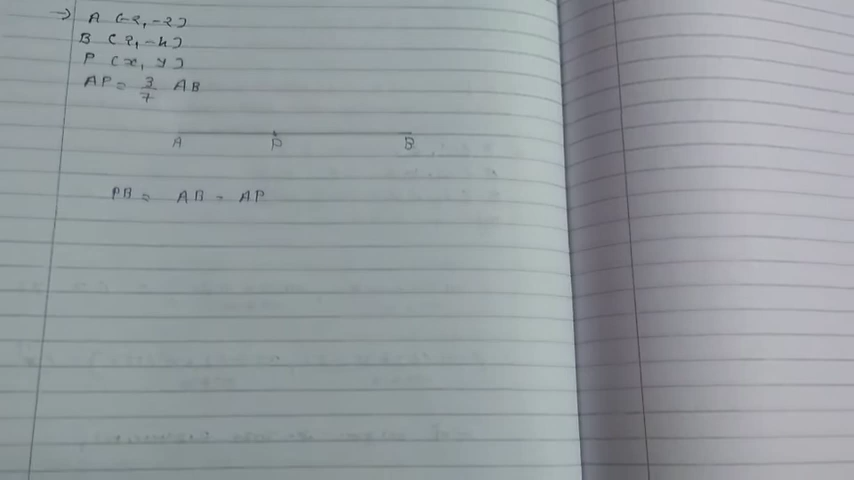 → A (-2, -2)
B (2, -4)
P (x, y)
AP = 3/7 AB
A P B
PB = AB - AP